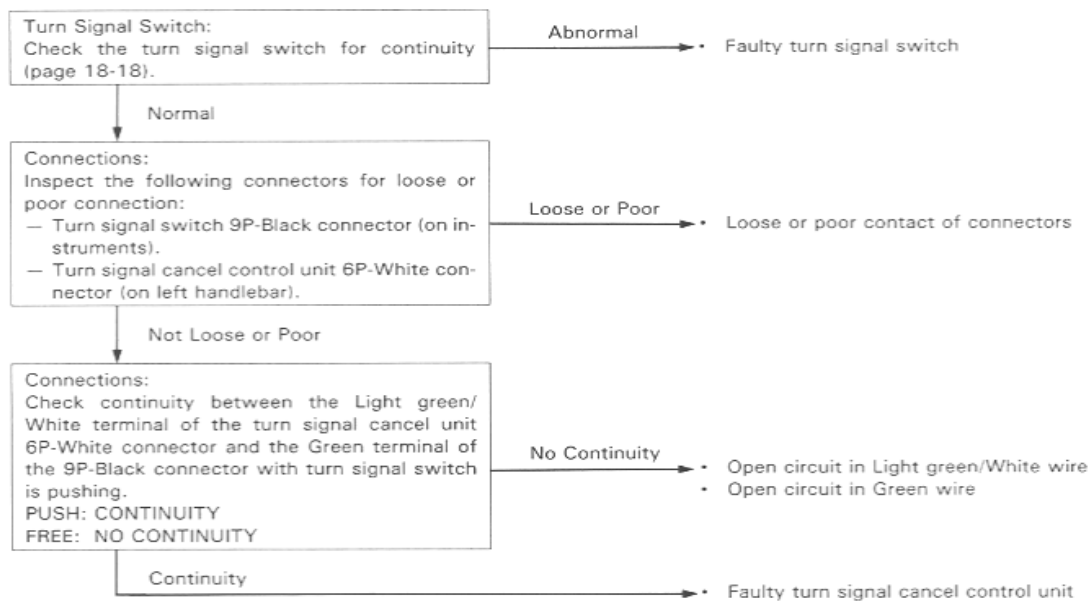 Turn Signal Switch:
Check the turn signal switch for continuity
(page 18-18).
Abnormal
• Faulty turn signal switch
Normal
Connections:
Inspect the following connectors for loose or
poor connection:
— Turn signal switch 9P-Black connector (on in-
struments).
— Turn signal cancel control unit 6P-White con-
nector (on left handlebar).
Loose or Poor
• Loose or poor contact of connectors
Not Loose or Poor
Connections:
Check continuity between the Light green/
White terminal of the turn signal cancel unit
6P-White connector and the Green terminal of
the 9P-Black connector with turn signal switch
is pushing.
PUSH: CONTINUITY
FREE: NO CONTINUITY
No Continuity
• Open circuit in Light green/White wire
• Open circuit in Green wire
Continuity
• Faulty turn signal cancel control unit